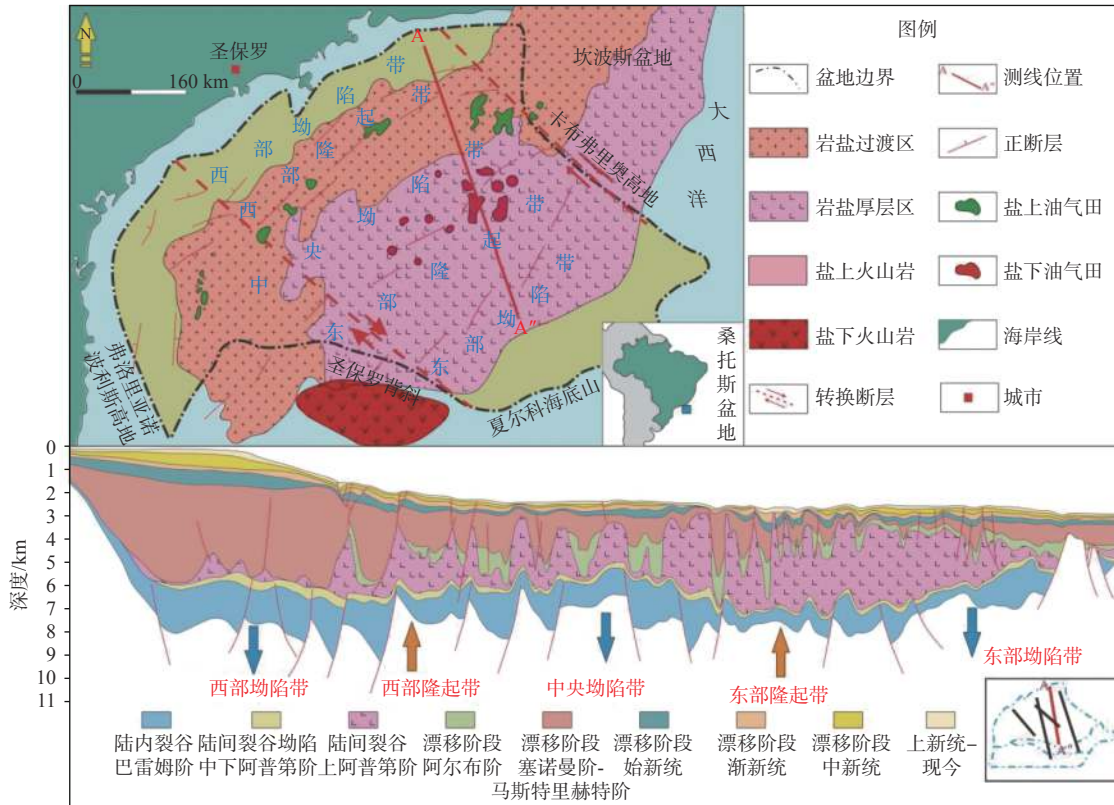 N
圣保罗
0 160 km
A
坎波斯盆地
大西洋
卡布弗里奥高地
西部坳陷带
西部隆起带
中央坳陷带
东部隆起带
东部坳陷带
A″
弗洛里亚诺
波利斯高地
圣保罗背斜
夏尔科海底山
桑托斯盆地
图例
盆地边界
测线位置
岩盐过渡区
正断层
岩盐厚层区
盐上油气田
盐上火山岩
盐下油气田
盐下火山岩
海岸线
转换断层
城市
深度/km
0
1
2
3
4
5
6
7
8
9
10
11
西部坳陷带
西部隆起带
中央坳陷带
东部隆起带
东部坳陷带
陆内裂谷
巴雷姆阶
陆间裂谷坳陷
中下阿普第阶
陆间裂谷
上阿普第阶
漂移阶段
阿尔布阶
漂移阶段
塞诺曼阶-
马斯特里赫特阶
漂移阶段
始新统
漂移阶段
渐新统
漂移阶段
中新统
上新统–
现今